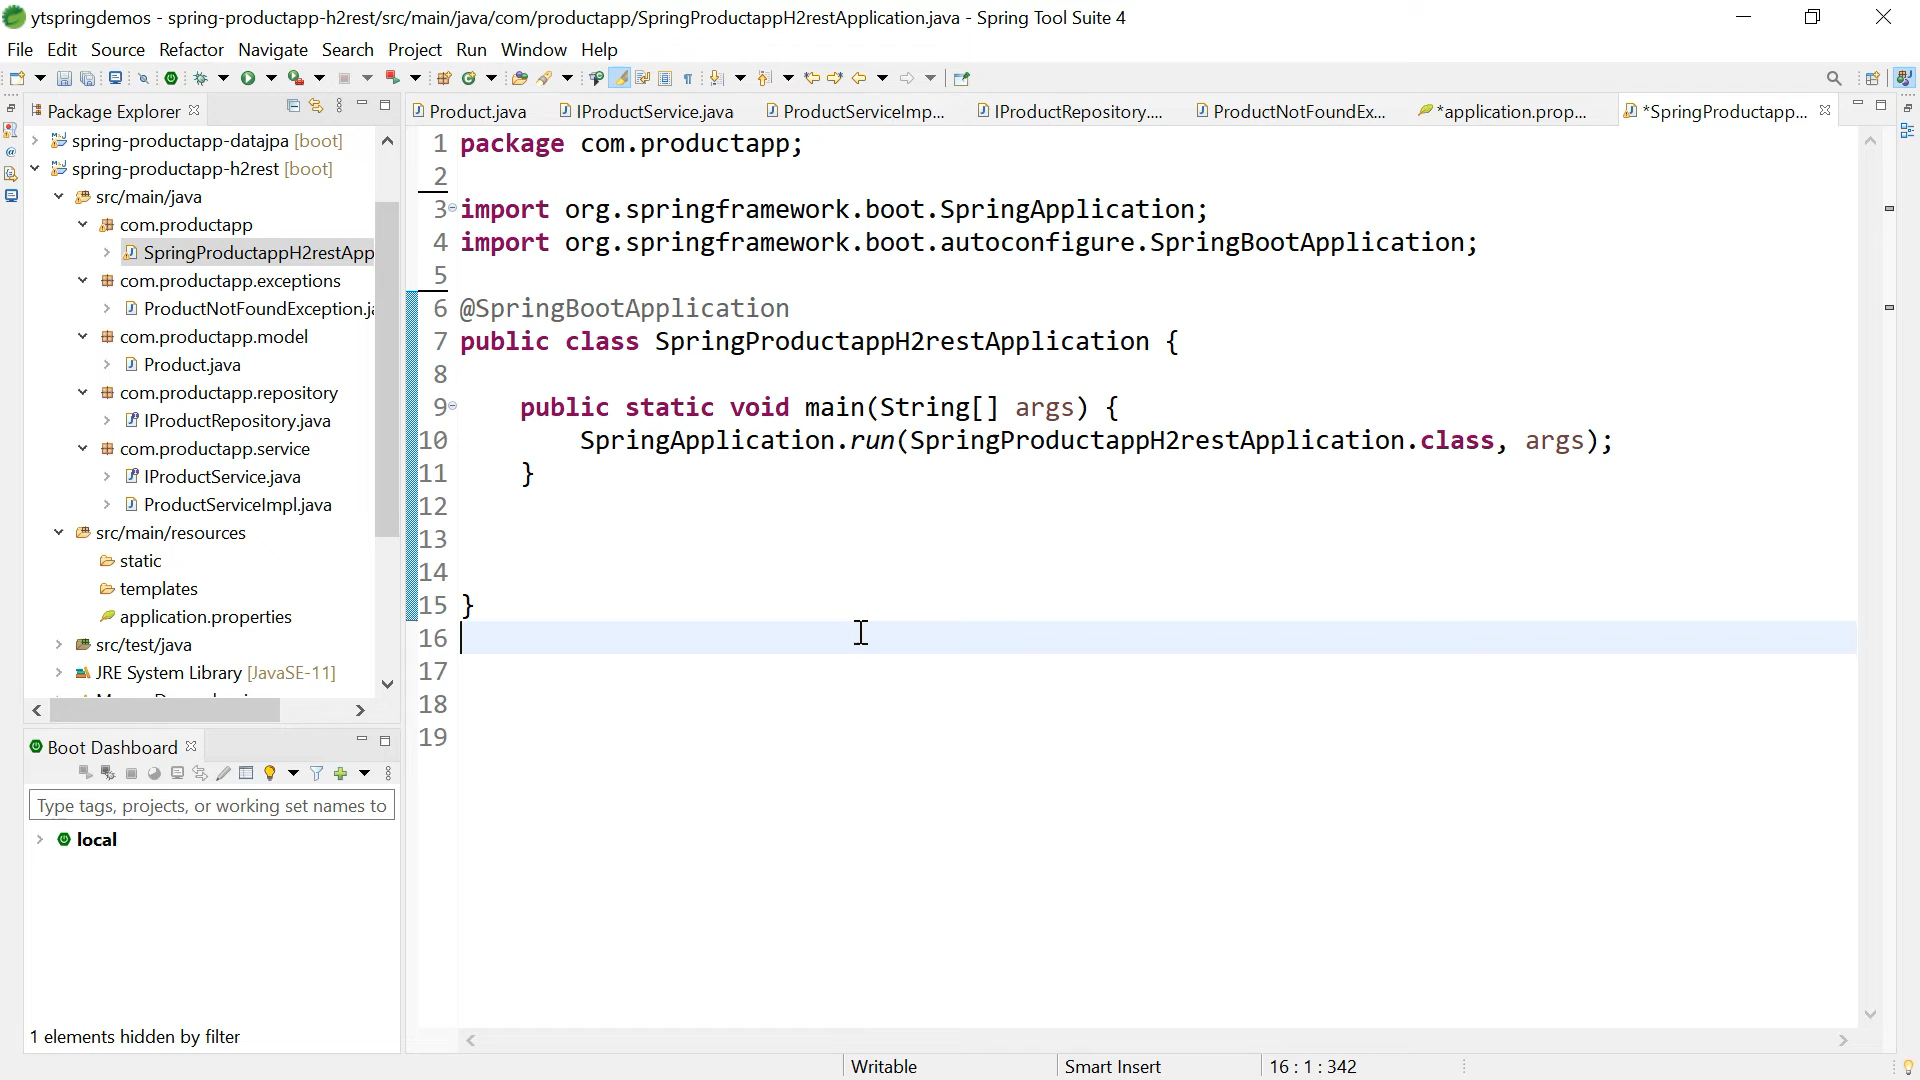 ytspringdemos - spring-productapp-h2rest/src/main/java/com/productapp/SpringProductappH2restApplication.java - Spring Tool Suite 4
File Edit Source Refactor Navigate Search Project Run Window Help
Package Explorer
Product.java IProductService.java ProductServiceImp... IProductRepository.... ProductNotFoundEx... *application.prop... *SpringProductapp...
spring-productapp-datajpa [boot]
spring-productapp-h2rest [boot]
src/main/java
com.productapp
SpringProductappH2restApp
com.productapp.exceptions
ProductNotFoundException.ja
com.productapp.model
Product.java
com.productapp.repository
IProductRepository.java
com.productapp.service
IProductService.java
ProductServiceImpl.java
src/main/resources
static
templates
application.properties
src/test/java
JRE System Library [JavaSE-11]
1 package com.productapp;
2
3 import org.springframework.boot.SpringApplication;
4 import org.springframework.boot.autoconfigure.SpringBootApplication;
5
6 @SpringBootApplication
7 public class SpringProductappH2restApplication {
8
9 public static void main(String[] args) {
10 SpringApplication.run(SpringProductappH2restApplication.class, args);
11 }
12
13
14
15 }
16
17
18
19
Boot Dashboard
Type tags, projects, or working set names to
local
1 elements hidden by filter
Writable Smart Insert 16 : 1 : 342